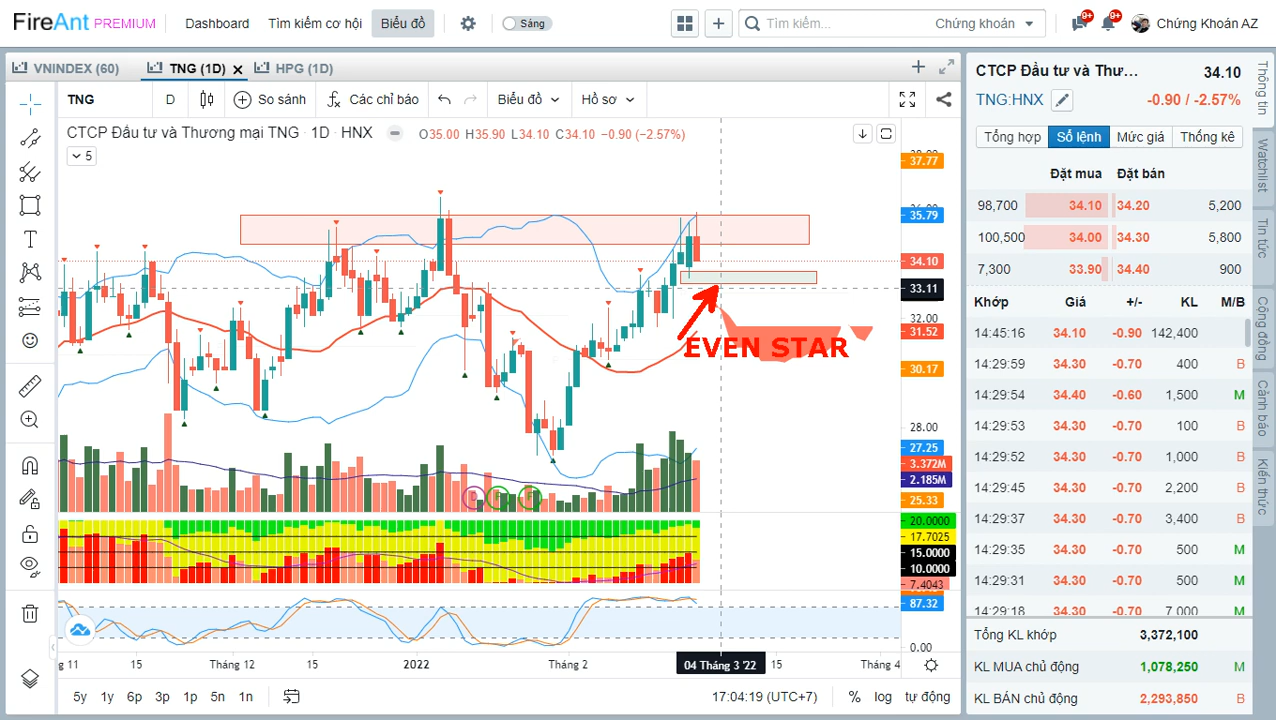 FireAnt PREMIUM
Dashboard
Tìm kiếm cơ hội
Biểu đồ
Sáng
Tìm kiếm...
Chứng khoán
9+
9+
Chứng Khoán AZ
VNINDEX (60)
TNG (1D)
HPG (1D)
TNG
D
So sánh
Các chỉ báo
Biểu đồ
Hồ sơ
CTCP Đầu tư và Thương mại TNG · 1D · HNX
O35.00 H35.90 L34.10 C34.10 −0.90 (−2.57%)
5
37.77
35.79
34.10
33.11
32.00
31.52
30.17
28.00
27.25
3.372M
2.185M
25.33
20.0000
17.7025
15.0000
10.0000
7.4043
87.32
0.00
EVEN STAR
15
Tháng 12
15
2022
Tháng 2
04 Tháng 3 '22
15
Tháng 4
5y 1y 6p 3p 1p 5n 1n
17:04:19 (UTC+7)
% log tự động
CTCP Đầu tư và Thư...
34.10
TNG:HNX
-0.90 / -2.57%
Tổng hợp Sổ lệnh Mức giá Thống kê
Đặt mua Đặt bán
98,700 34.10 34.20 5,200
100,500 34.00 34.30 5,800
7,300 33.90 34.40 900
Khớp Giá +/- KL M/B
14:45:16 34.10 -0.90 142,400
14:29:59 34.20 -0.80 400 B
14:29:54 34.40 -0.60 1,500 M
14:29:53 34.30 -0.70 100 B
14:29:52 34.30 -0.70 1,000 B
14:29:45 34.30 -0.70 2,200 B
14:29:37 34.30 -0.70 3,400 B
14:29:35 34.30 -0.70 500 M
14:29:31 34.30 -0.70 500 M
14:29:18 34.30 -0.70 7,000 M
Tổng KL khớp 3,372,100
KL MUA chủ động 1,078,250 M
KL BÁN chủ động 2,293,850 B
Thông tin
Watchlist
Tin tức
Cộng đồng
Cảnh báo
Kiến thức